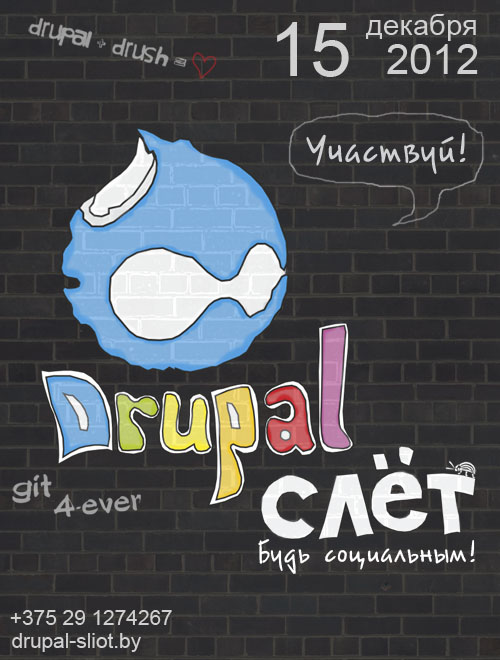 drupal + drush = 
15 декабря
2012
Участвуй!
Drupal
слёт
Будь социальным!
git
4-ever
+375 29 1274267
drupal-sliot.by